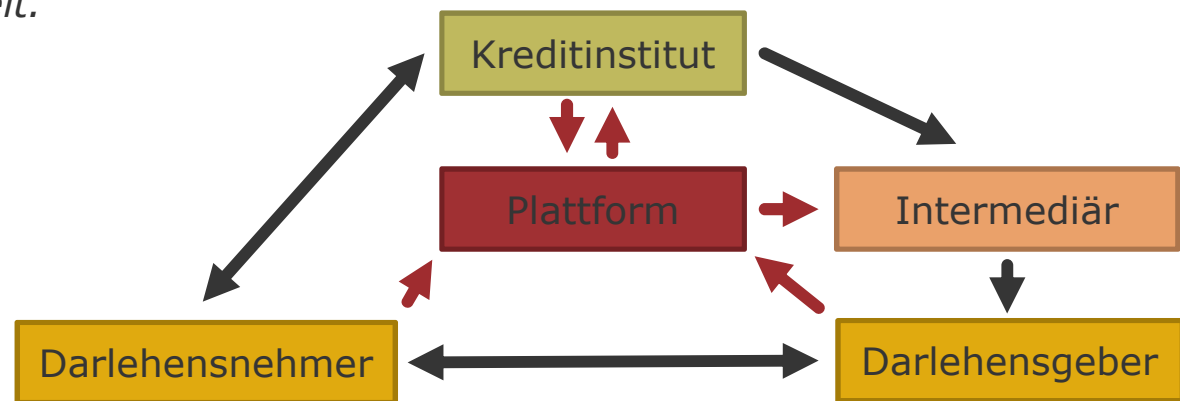 Kreditinstitut
Plattform
Intermediär
Darlehensnehmer
Darlehensgeber